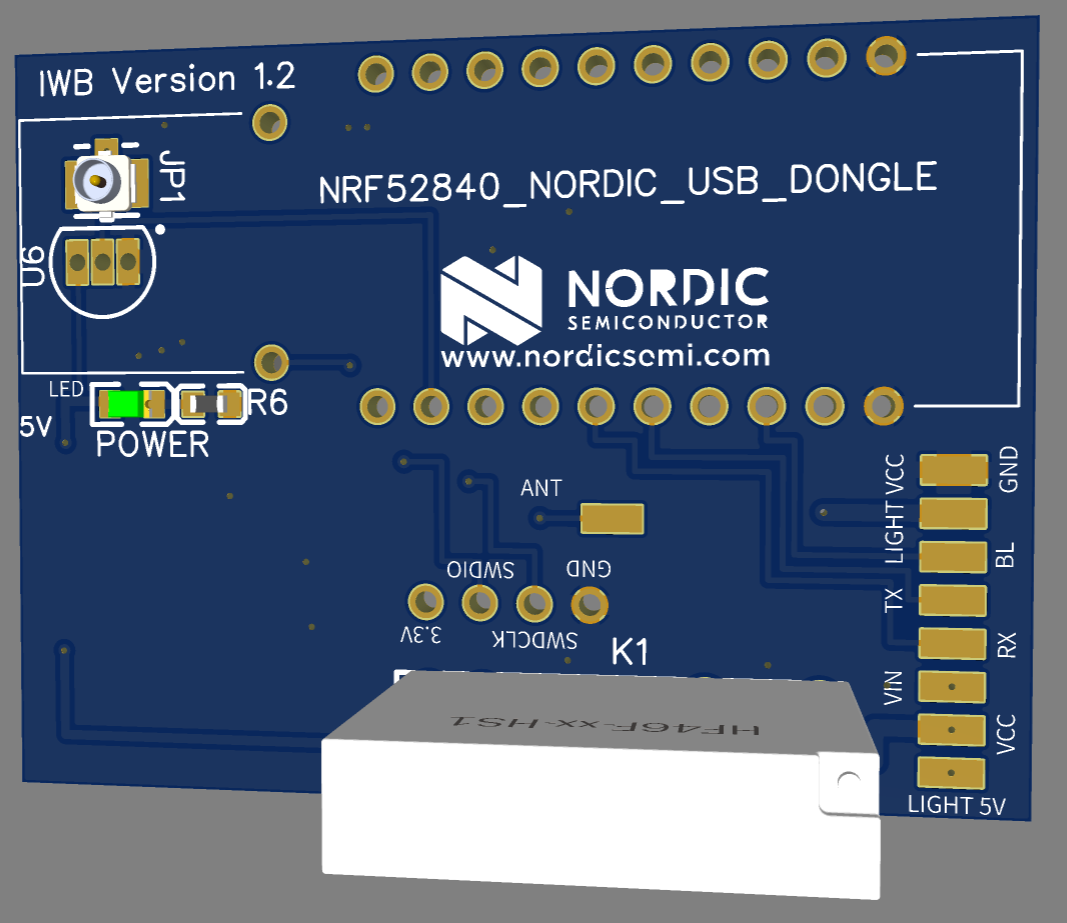 IWB Version 1.2
JP1
NRF52840_NORDIC_USB_DONGLE
U6
NORDIC
SEMICONDUCTOR
www.nordicsemi.com
LED
R6
5V
POWER
GND
LIGHT VCC
ANT
BL
SWDIO
GND
TX
3.3V
SWDCLK
K1
RX
VIN
HF46F-xx-HS1
VCC
LIGHT 5V